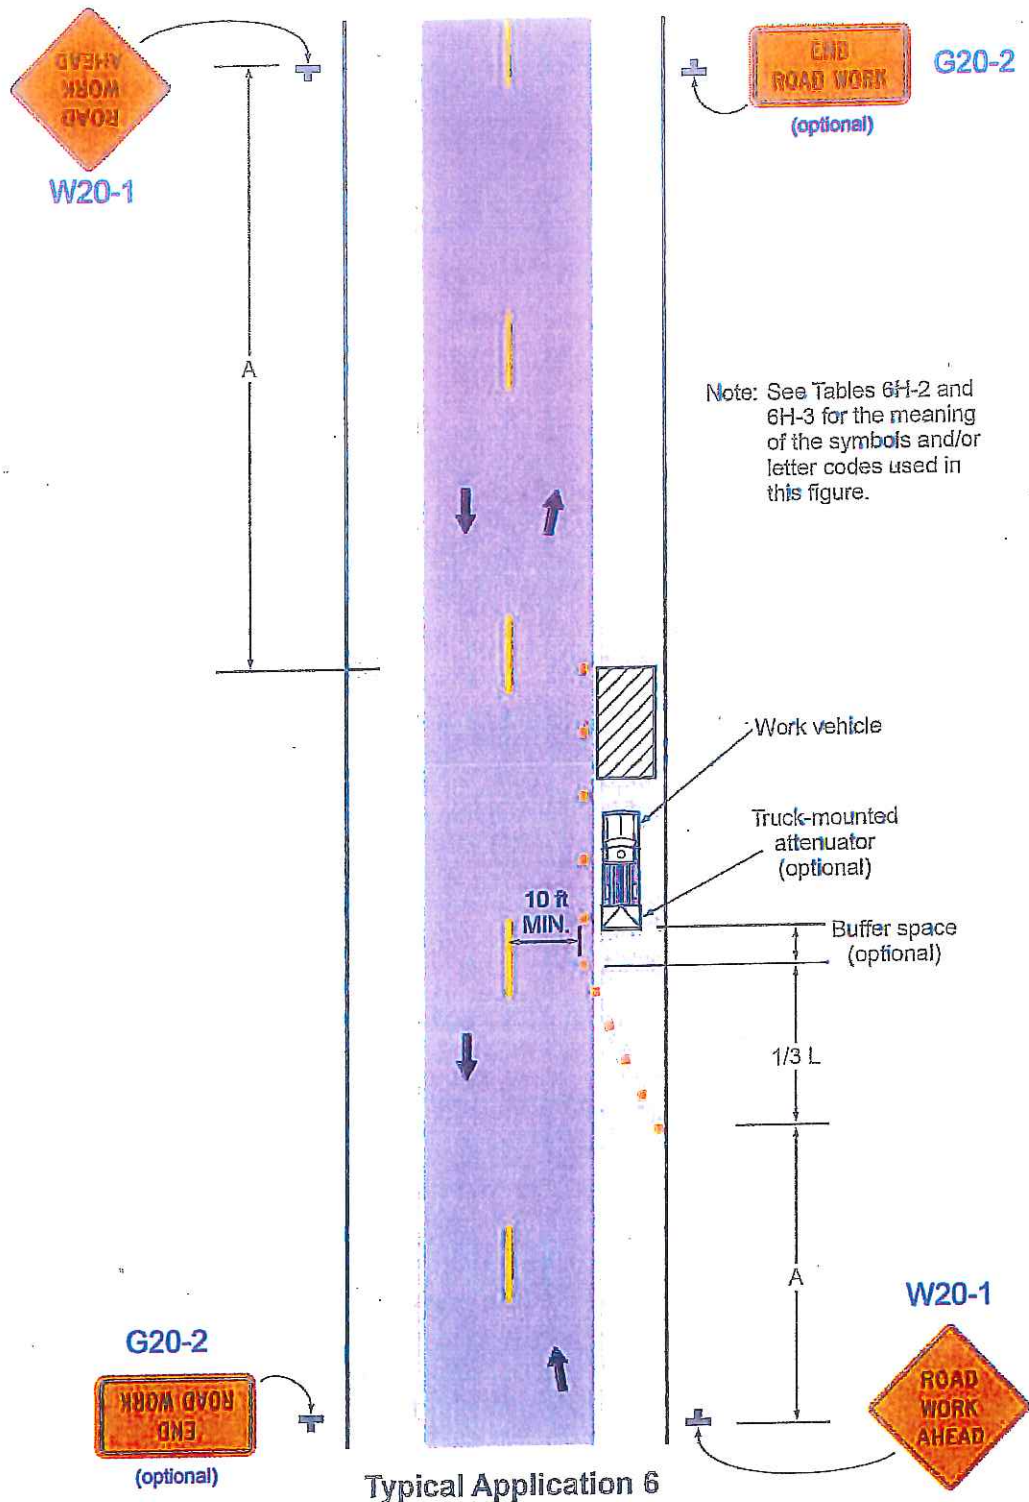 ROAD
WORK
AHEAD
W20-1
END
ROAD WORK
(optional)
G20-2
A
Note: See Tables 6H-2 and
6H-3 for the meaning
of the symbols and/or
letter codes used in
this figure.
Work vehicle
Truck-mounted
attenuator
(optional)
10 ft
MIN.
Buffer space
(optional)
1/3 L
A
W20-1
ROAD
WORK
AHEAD
G20-2
END
ROAD WORK
(optional)
Typical Application 6